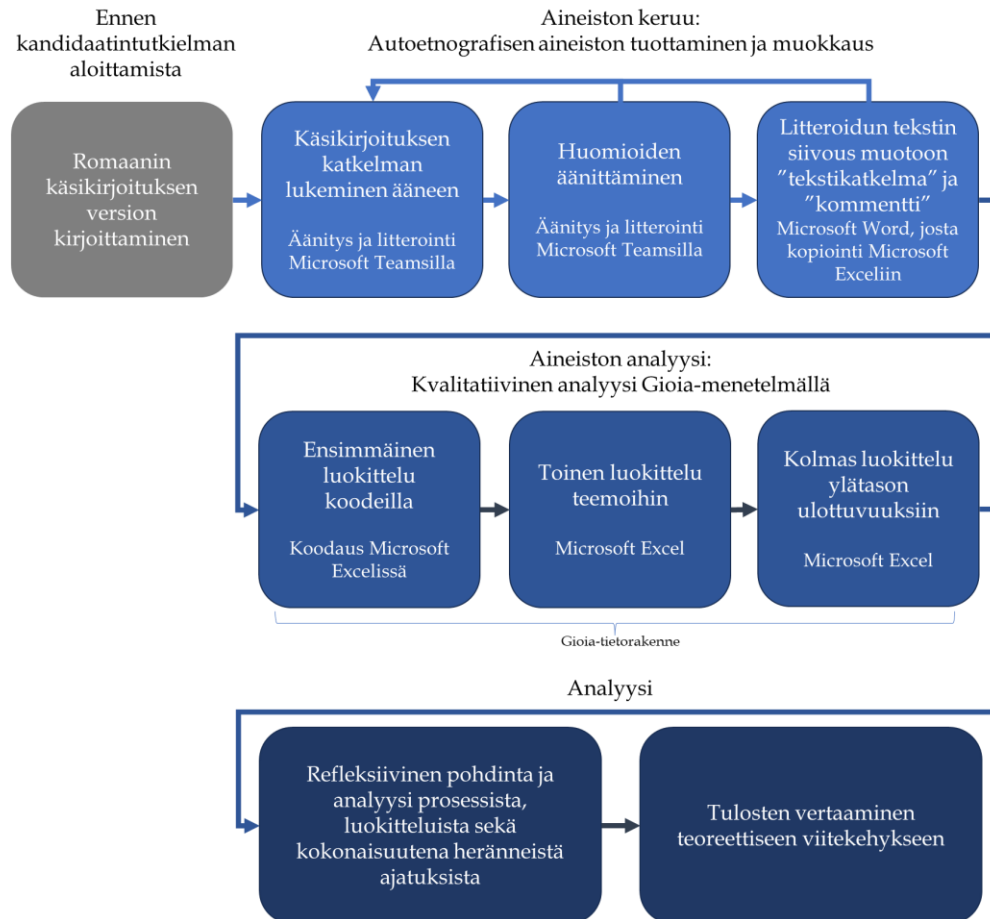 Ennen
kandidaatintutkielman
aloittamista
Aineiston keruu:
Autoetnografisen aineiston tuottaminen ja muokkaus
Romaanin
käsikirjoituksen
version
kirjoittaminen
Käsikirjoituksen
katkelman
lukeminen ääneen
Äänitys ja litterointi
Microsoft Teamsilla
Huomioiden
äänittäminen
Äänitys ja litterointi
Microsoft Teamsilla
Litteroidun tekstin
siivous muotoon
”tekstikatkelma” ja
”kommentti”
Microsoft Word, josta
kopiointi Microsoft
Exceliin
Aineiston analyysi:
Kvalitatiivinen analyysi Gioia-menetelmällä
Ensimmäinen
luokittelu
koodeilla
Koodaus Microsoft
Excelissä
Toinen luokittelu
teemoihin
Microsoft Excel
Kolmas luokittelu
ylätason
ulottuvuuksiin
Microsoft Excel
Gioia-tietorakenne
Analyysi
Refleksiivinen pohdinta ja
analyysi prosessista,
luokitteluista sekä
kokonaisuutena heränneistä
ajatuksista
Tulosten vertaaminen
teoreettiseen viitekehykseen